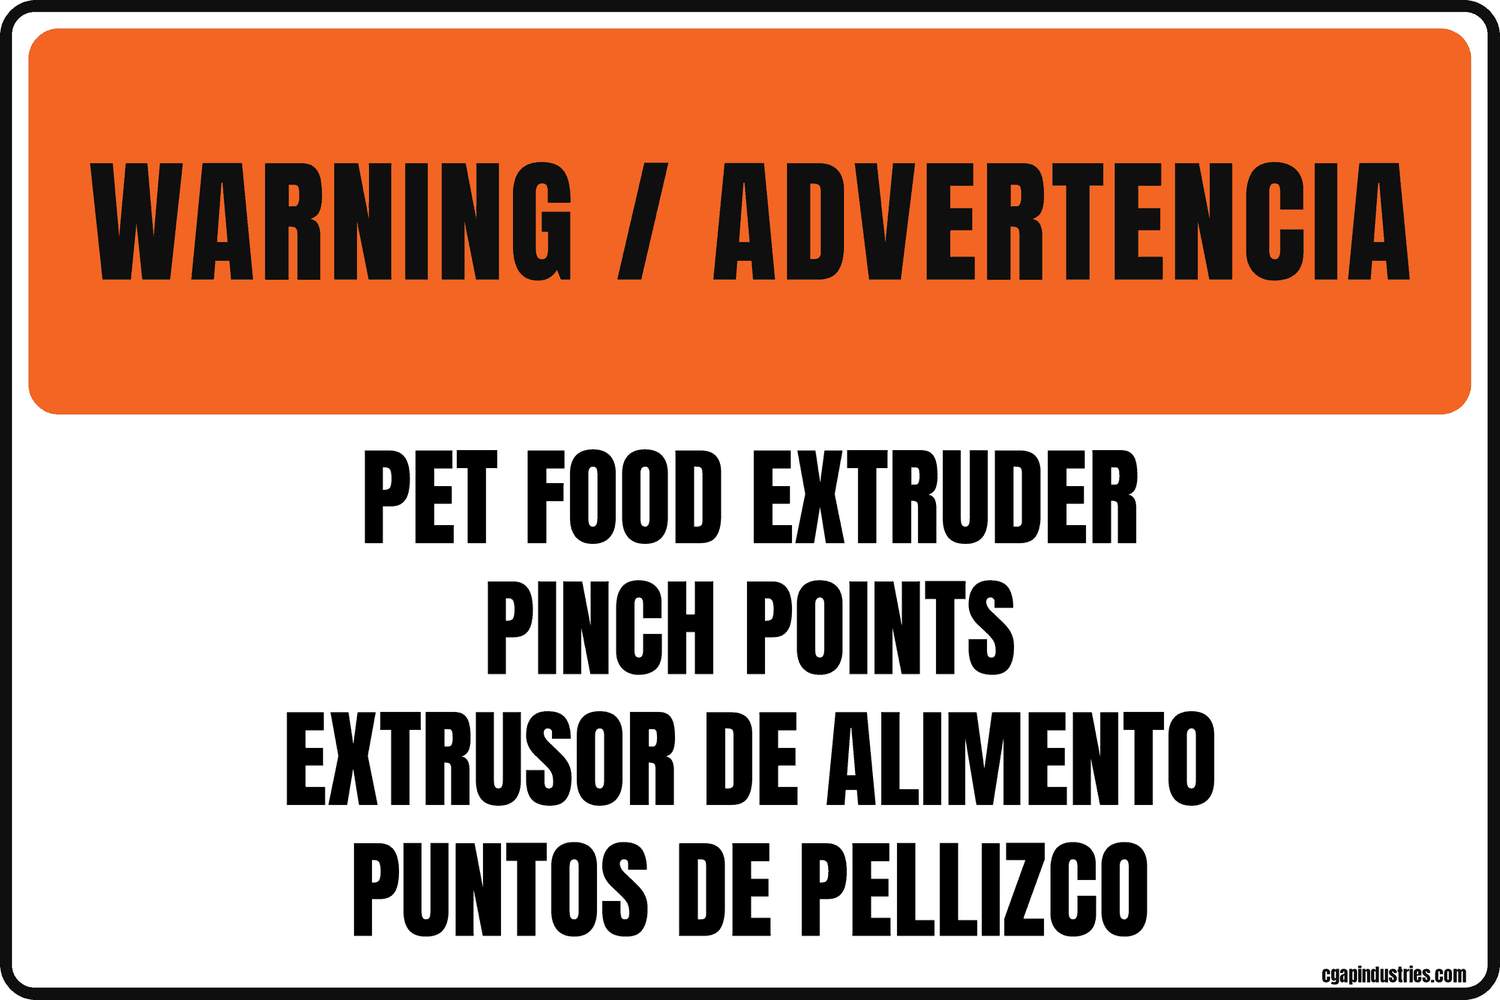 WARNING / ADVERTENCIA
PET FOOD EXTRUDER
PINCH POINTS
EXTRUSOR DE ALIMENTO
PUNTOS DE PELLIZCO
cgapindustries.com